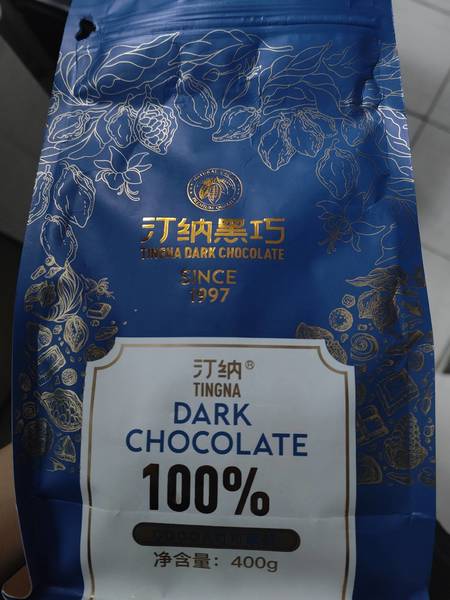 汀纳黑巧
TINGNA DARK CHOCOLATE
SINCE
1997
汀纳®
TINGNA
DARK
CHOCOLATE
100%
净含量：400g